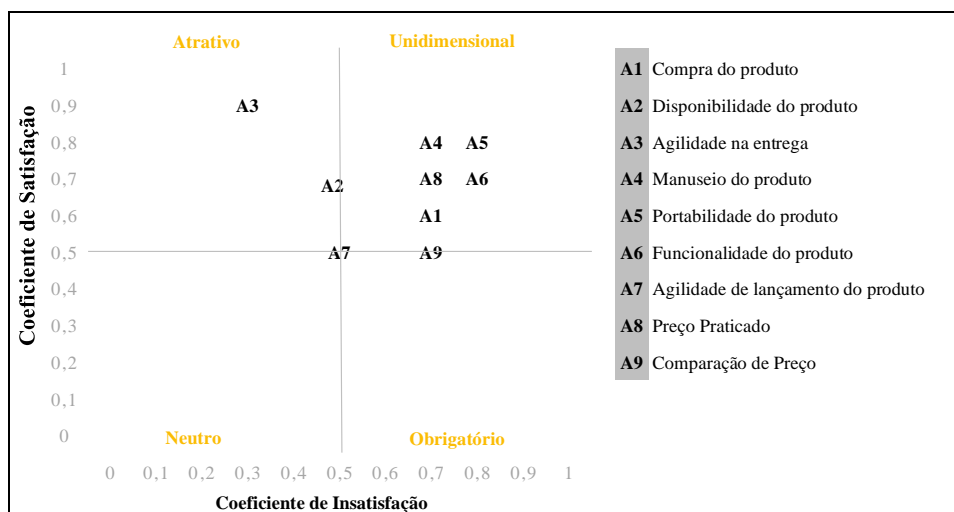 Atrativo Unidimensional
1
0,9
0,8
0,7
0,6
0,5
0,4
0,3
0,2
0,1
0
Coeficiente de Satisfação
A3
A4 A5
A2
A8 A6
A1
A7 A9
Neutro Obrigatório
0 0,1 0,2 0,3 0,4 0,5 0,6 0,7 0,8 0,9 1
Coeficiente de Insatisfação
A1 Compra do produto
A2 Disponibilidade do produto
A3 Agilidade na entrega
A4 Manuseio do produto
A5 Portabilidade do produto
A6 Funcionalidade do produto
A7 Agilidade de lançamento do produto
A8 Preço Praticado
A9 Comparação de Preço